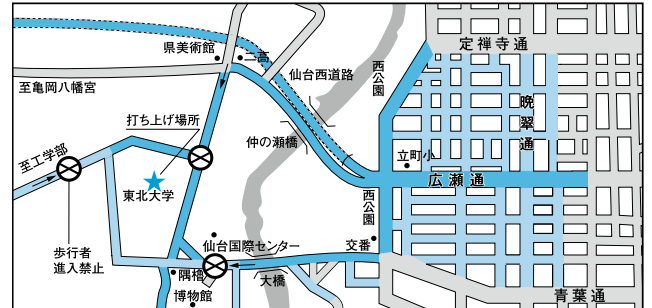 県美術館
二高
定禅寺通
西公園
仙台西道路
至亀岡八幡宮
晩翠通
打ち上げ場所
仲の瀬橋
立町小
至工学部
広瀬通
東北大学
西公園
歩行者
進入禁止
仙台国際センター
交番
隅櫓
大橋
博物館
青葉通